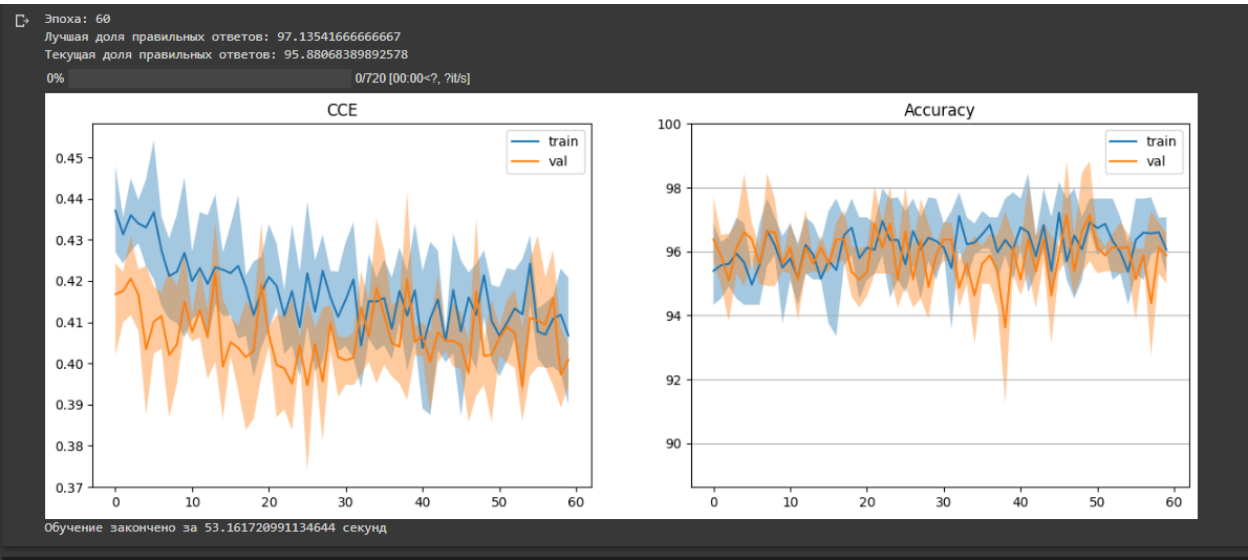 Эпоха: 60
Лучшая доля правильных ответов: 97.13541666666667
Текущая доля правильных ответов: 95.88068389892578
0% 0/720 [00:00<?, ?it/s]
CCE
train
val
0.45
0.44
0.43
0.42
0.41
0.40
0.39
0.38
0.37
0 10 20 30 40 50 60
Accuracy
train
val
100
98
96
94
92
90
0 10 20 30 40 50 60
Обучение закончено за 53.161720991134644 секунд